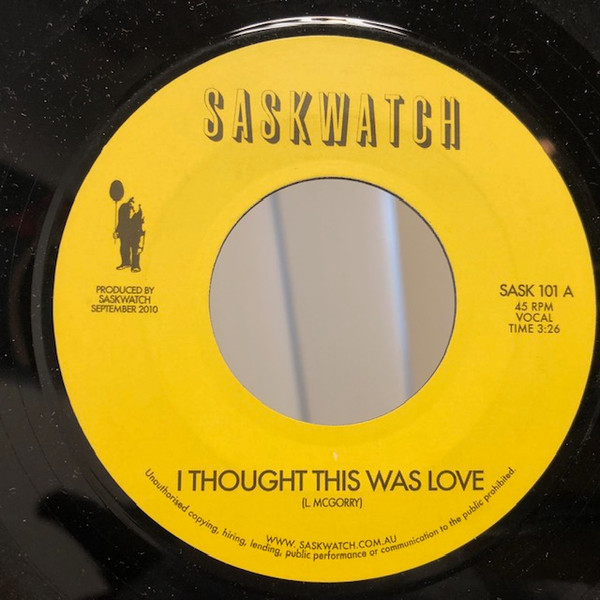 SASKWATCH
PRODUCED BY
SASKWATCH
SEPTEMBER 2010
SASK 101 A
45 RPM
VOCAL
TIME 3:26
I THOUGHT THIS WAS LOVE
(L. MCGORRY)
WWW. SASKWATCH.COM.AU
Unauthorised copying, hiring, lending, public performance or communication to the public prohibited.